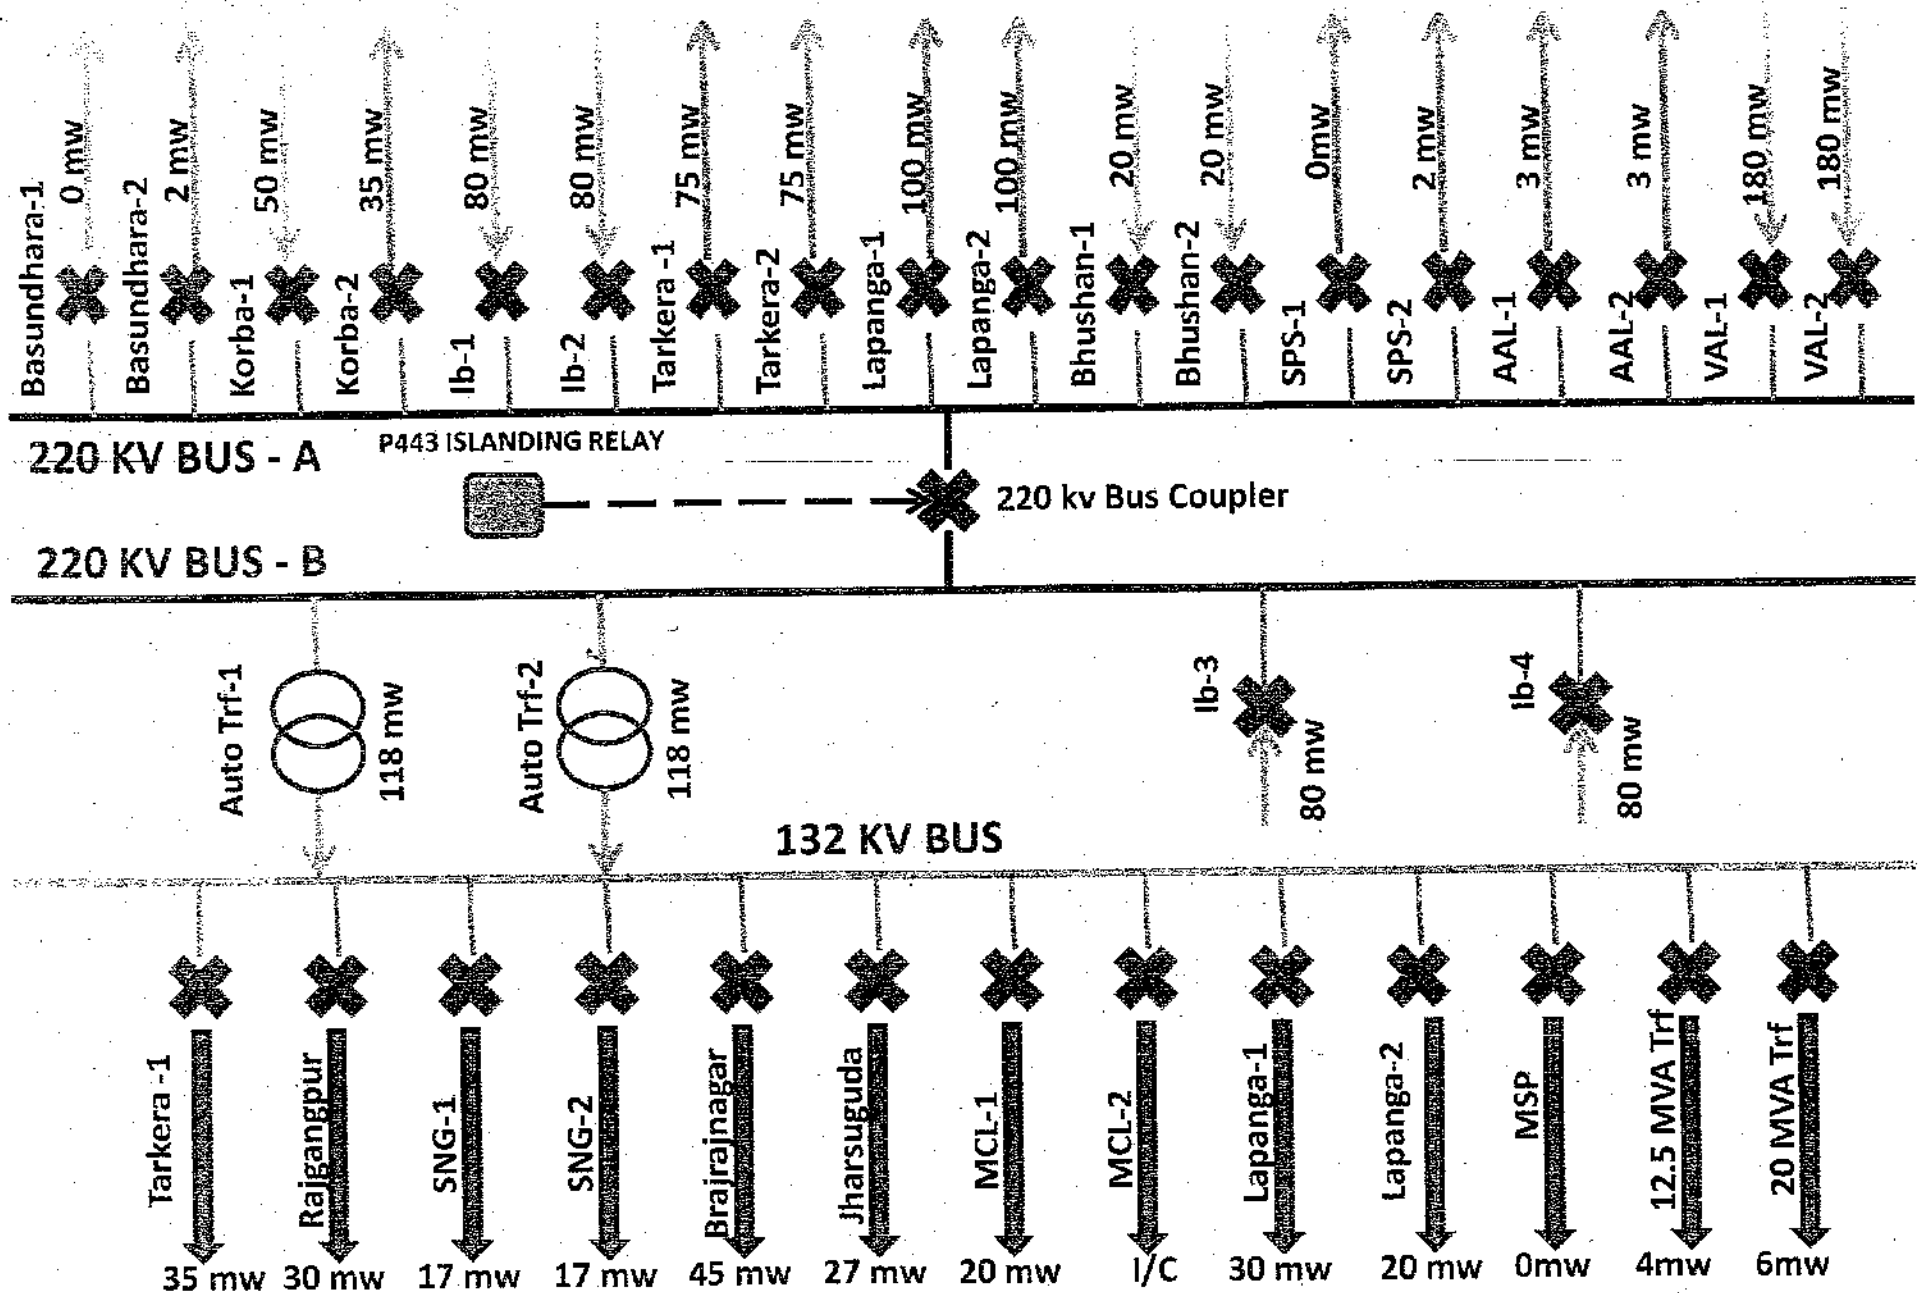 Basundhara-1
0 mw
Basundhara-2
2 mw
Korba-1
50 mw
Korba-2
35 mw
Ib-1
80 mw
Ib-2
80 mw
Tarkera -1
75 mw
Tarkera-2
75 mw
Lapanga-1
100 mw
Lapanga-2
100 mw
Bhushan-1
20 mw
Bhushan-2
20 mw
SPS-1
0mw
SPS-2
2 mw
AAL-1
3 mw
AAL-2
3 mw
VAL-1
180 mw
VAL-2
180 mw
220 KV BUS - A
P443 ISLANDING RELAY
220 kv Bus Coupler
220 KV BUS - B
Auto Trf-1
118 mw
Auto Trf-2
118 mw
Ib-3
80 mw
Ib-4
80 mw
132 KV BUS
Tarkera -1
35 mw
Rajgangpur
30 mw
SNG-1
17 mw
SNG-2
17 mw
Brajrajnagar
45 mw
Jharsuguda
27 mw
MCL-1
20 mw
MCL-2
I/C
Lapanga-1
30 mw
Lapanga-2
20 mw
MSP
0mw
12.5 MVA Trf
4mw
20 MVA Trf
6mw